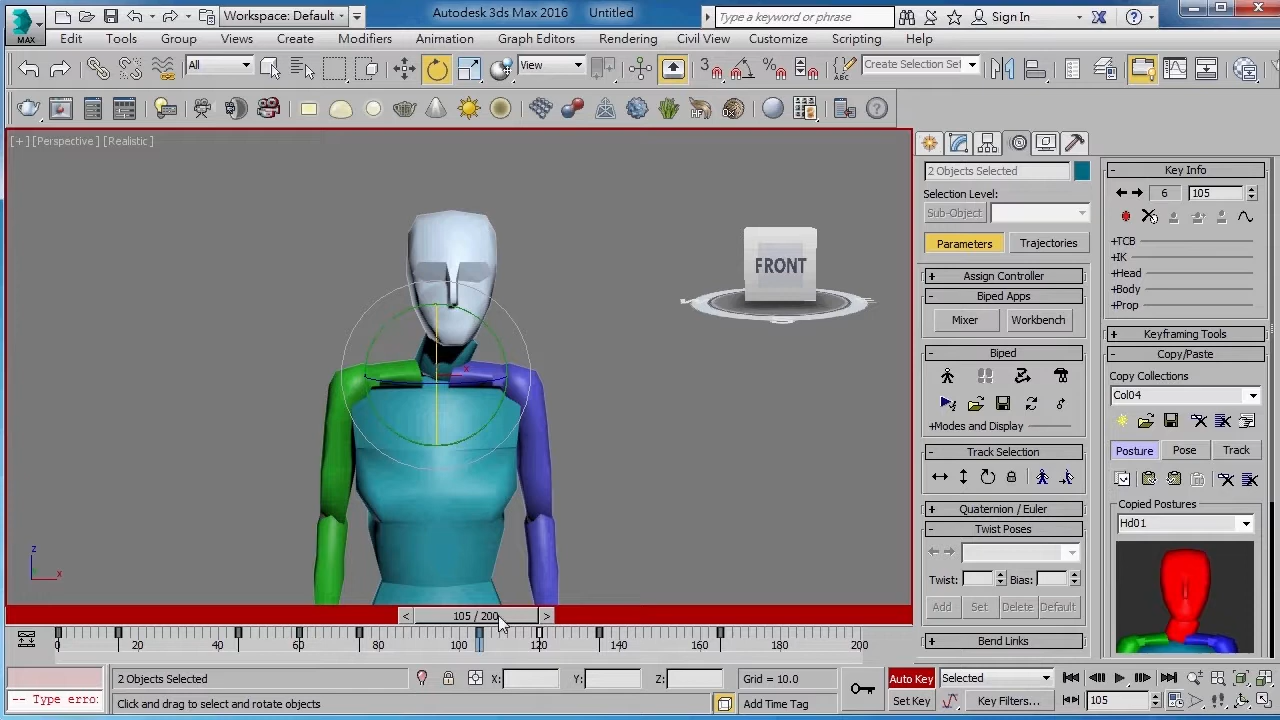 MAX
Workspace: Default
Autodesk 3ds Max 2016
Untitled
Type a keyword or phrase
Sign In
Edit
Tools
Group
Views
Create
Modifiers
Animation
Graph Editors
Rendering
Civil View
Customize
Scripting
Help
All
View
3
Create Selection Set
[+] [Perspective ] [Realistic ]
FRONT
x
z
x
2 Objects Selected
Selection Level:
Sub-Object
Parameters
Trajectories
+ Assign Controller
- Biped Apps
Mixer
Workbench
- Biped
+Modes and Display
- Track Selection
+ Quaternion / Euler
- Twist Poses
Twist:
Bias:
Add
Set
Delete
Default
+ Bend Links
- Key Info
6
105
+TCB
+IK
+Head
+Body
+Prop
+ Keyframing Tools
- Copy/Paste
Copy Collections
Col04
Posture
Pose
Track
Copied Postures
Hd01
< 105 / 200 >
0 20 40 60 80 100 120 140 160 180 200
-- Type erro:
2 Objects Selected
X:
Y:
Z:
Grid = 10.0
Click and drag to select and rotate objects
Add Time Tag
Auto Key
Selected
Set Key
Key Filters...
105